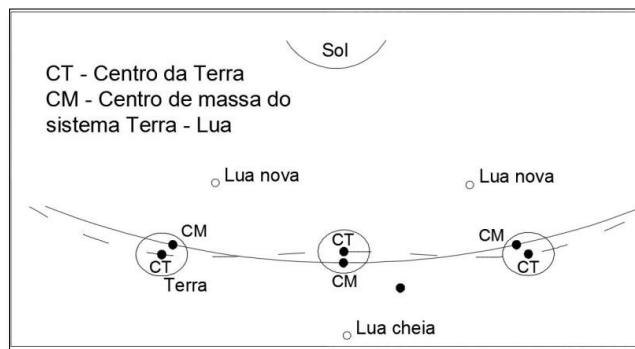 Sol
CT - Centro da Terra
CM - Centro de massa do
sistema Terra - Lua
Lua nova
Lua nova
CM
CT
Terra
CT
CM
CM
CT
Lua cheia